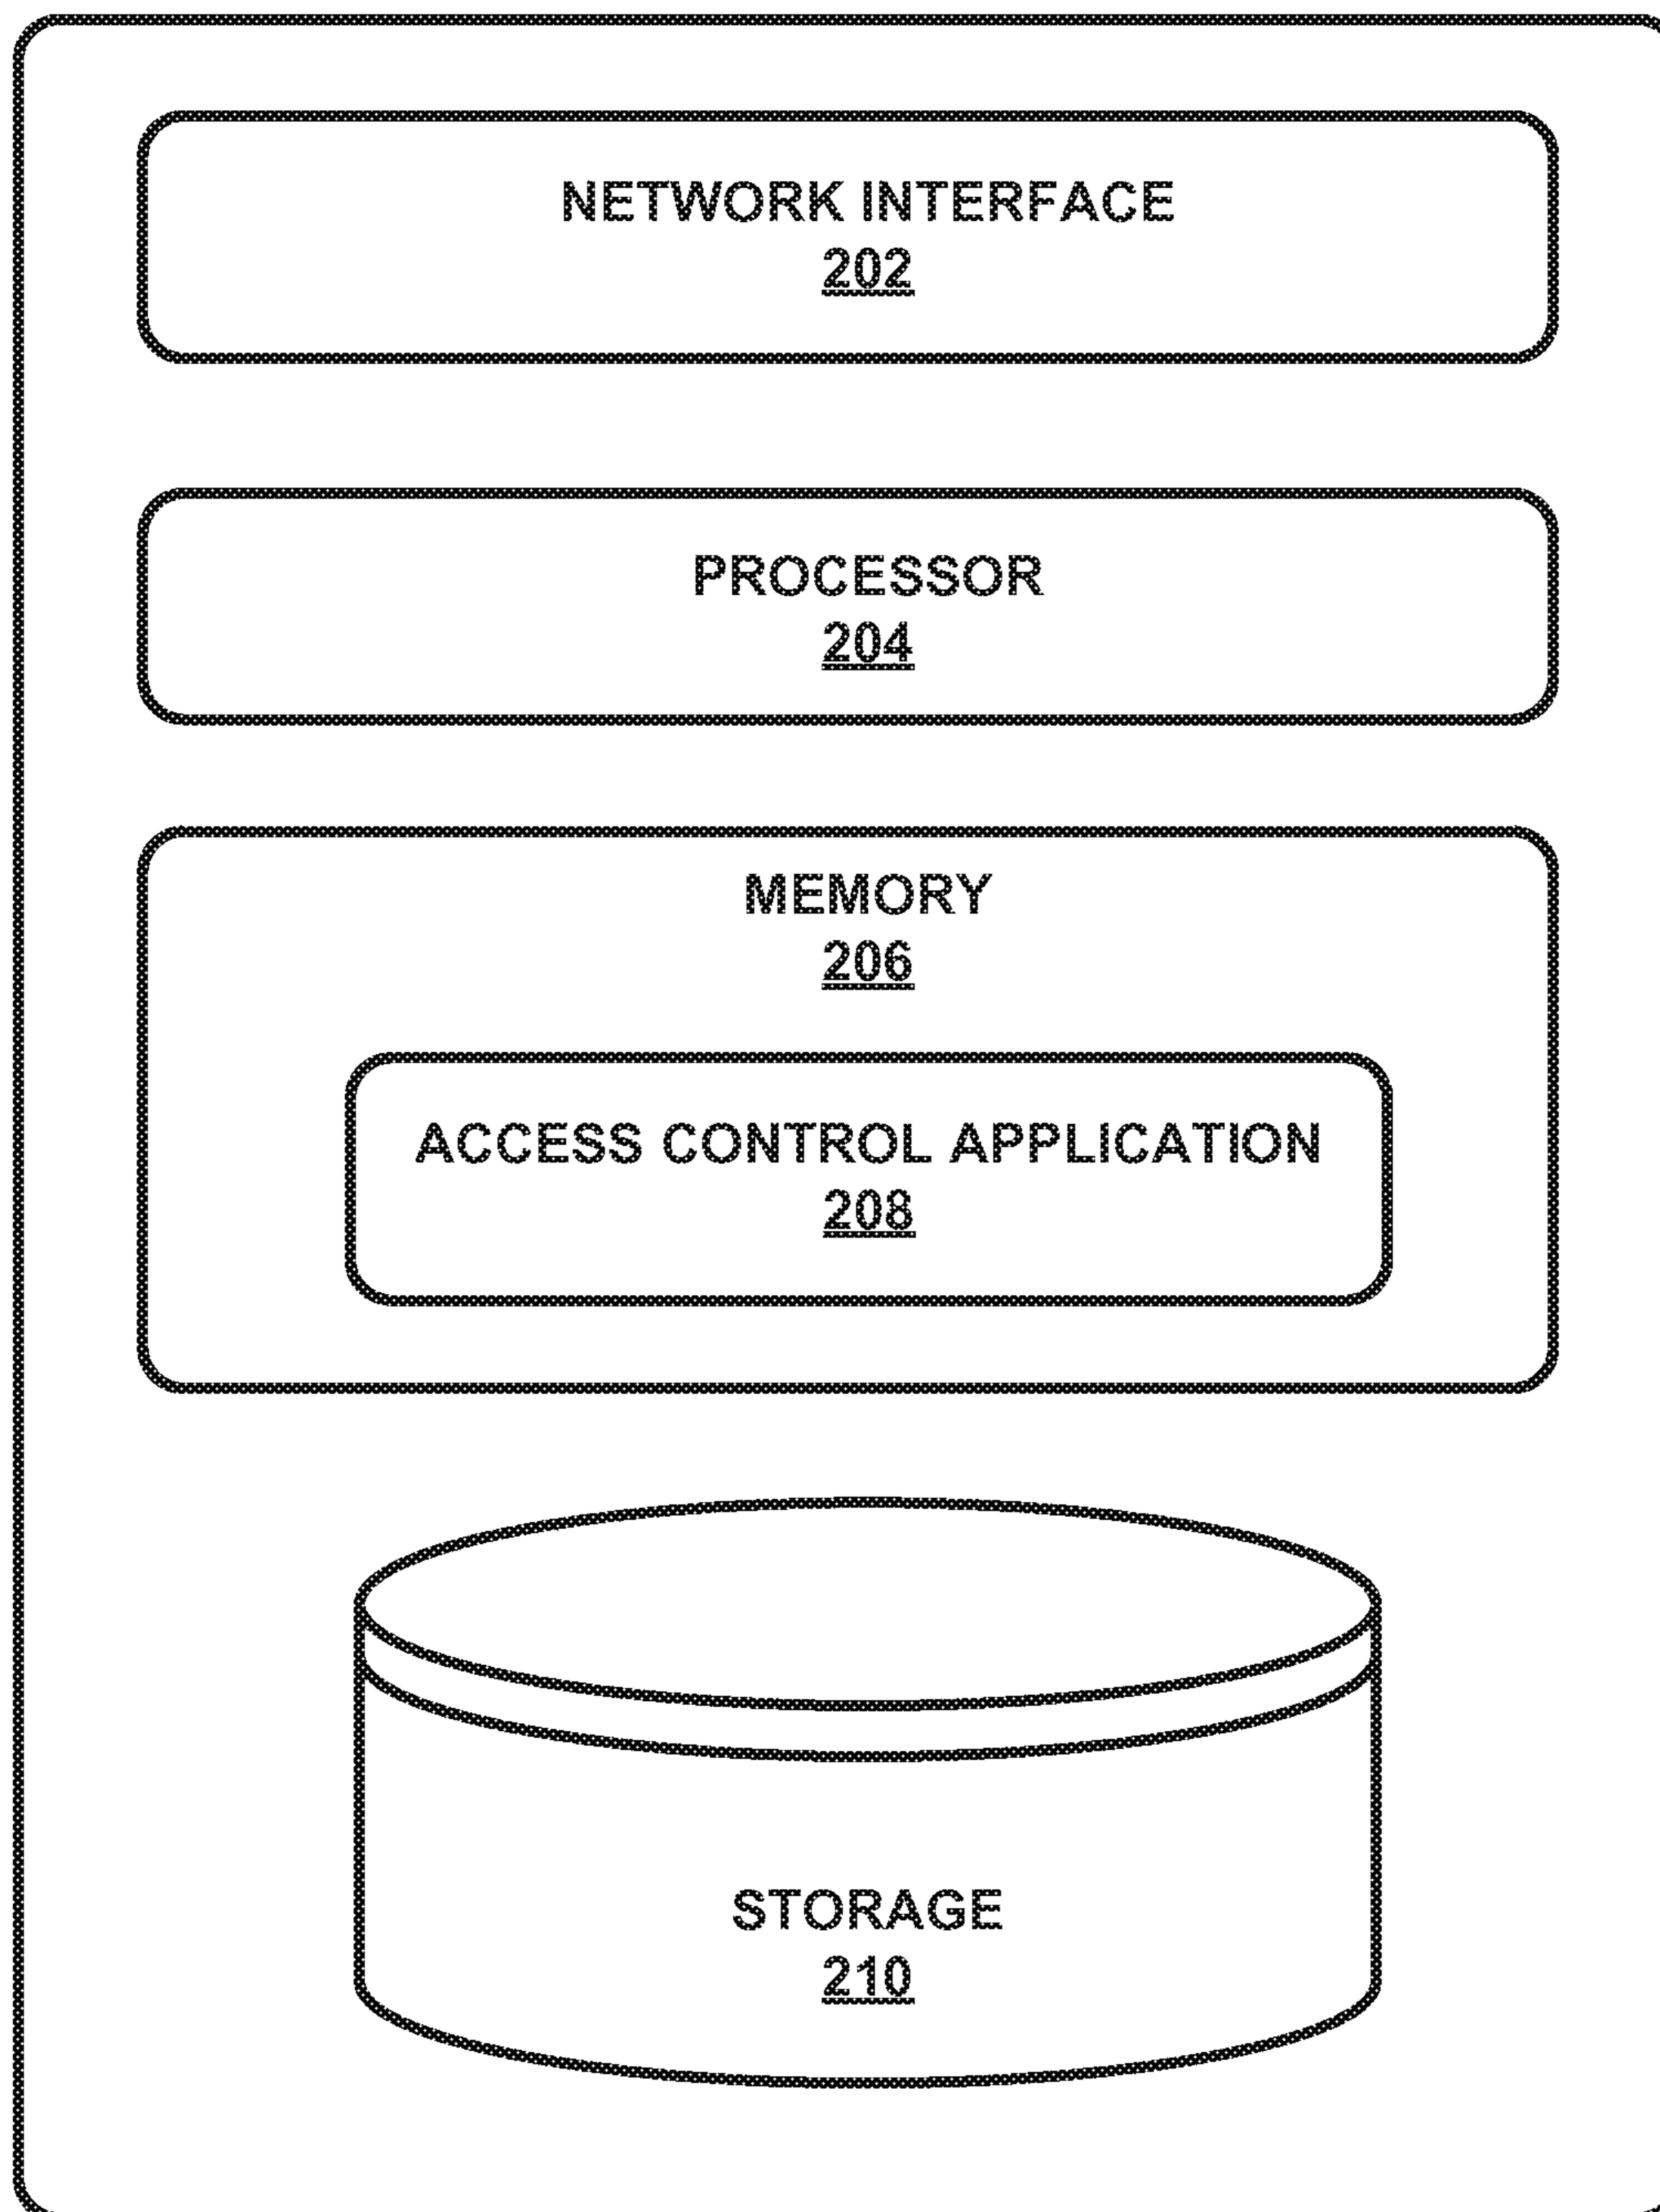 NETWORK INTERFACE
202
PROCESSOR
204
MEMORY
206
ACCESS CONTROL APPLICATION
208
STORAGE
210